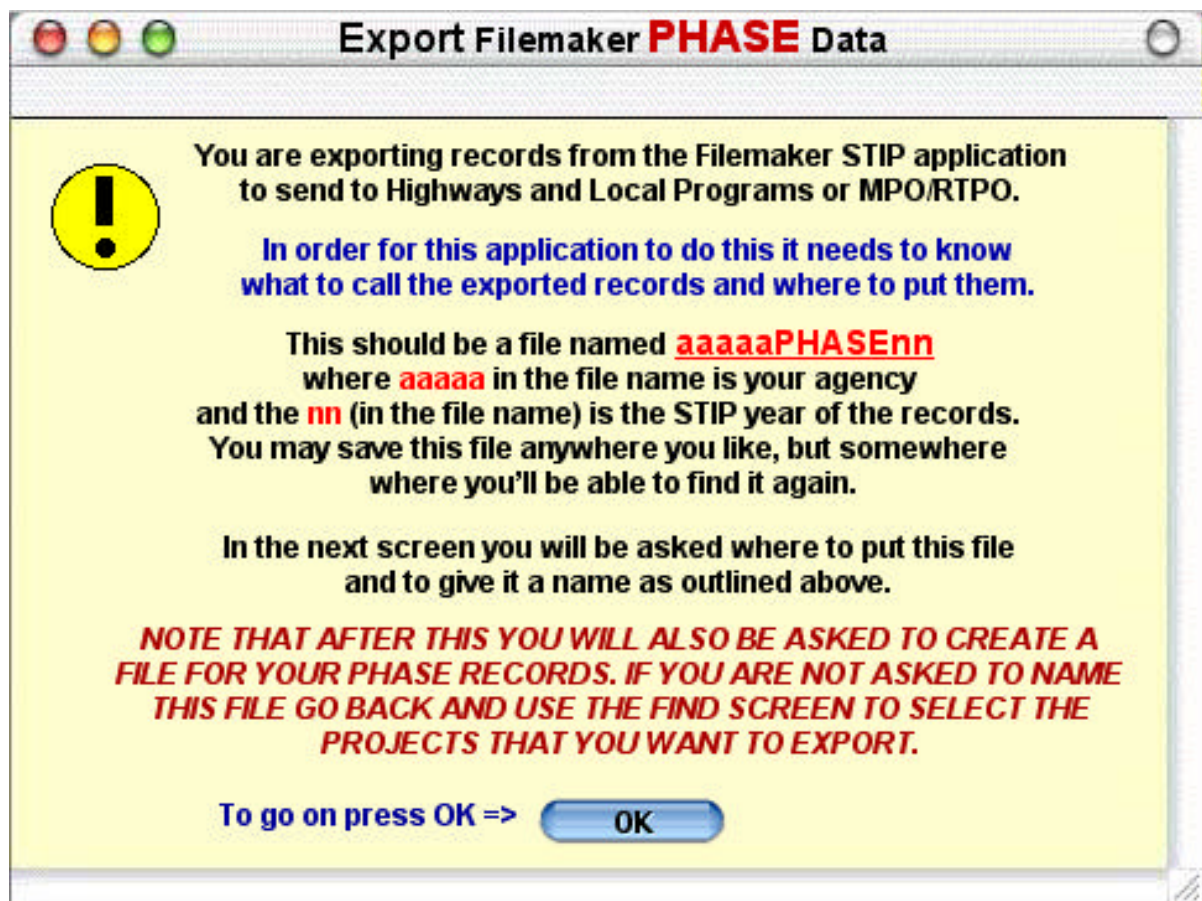 Export Filemaker PHASE Data
You are exporting records from the Filemaker STIP application
to send to Highways and Local Programs or MPO/RTPO.
In order for this application to do this it needs to know
what to call the exported records and where to put them.
This should be a file named aaaaaPHASEnn
where aaaaa in the file name is your agency
and the nn (in the file name) is the STIP year of the records.
You may save this file anywhere you like, but somewhere
where you'll be able to find it again.
In the next screen you will be asked where to put this file
and to give it a name as outlined above.
NOTE THAT AFTER THIS YOU WILL ALSO BE ASKED TO CREATE A
FILE FOR YOUR PHASE RECORDS. IF YOU ARE NOT ASKED TO NAME
THIS FILE GO BACK AND USE THE FIND SCREEN TO SELECT THE
PROJECTS THAT YOU WANT TO EXPORT.
To go on press OK => OK